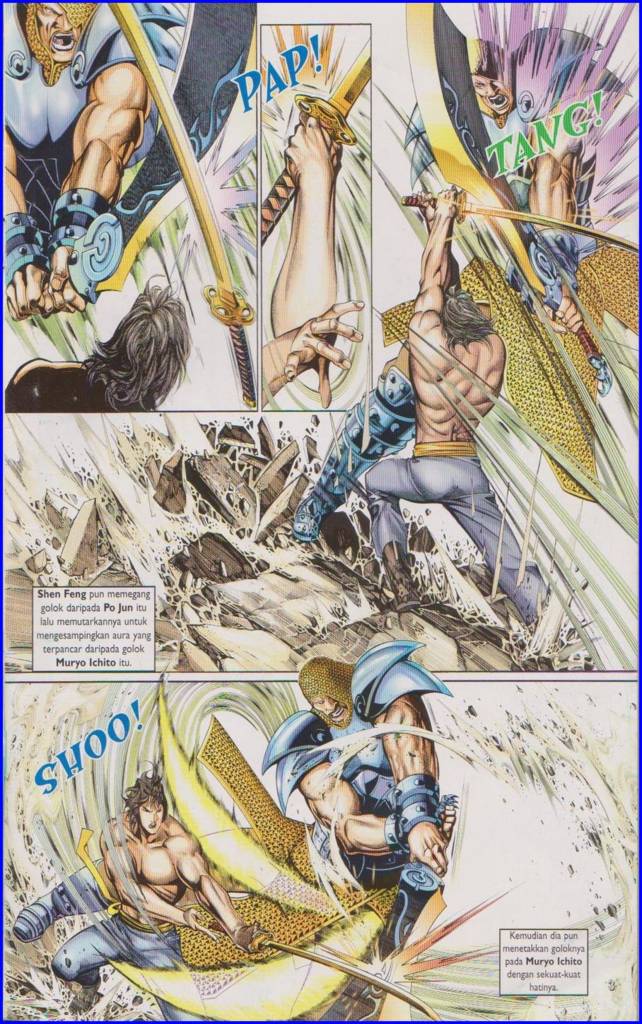 PAP!
TANG!
Shen Feng pun memegang
golok daripada Po Jun itu
lalu memutarkannya untuk
mengesampingkan aura yang
terpancar daripada golok
Muryo Ichito itu.
SHOO!
Kemudian dia pun
menetakkan goloknya
pada Muryo Ichito
dengan sekuat-kuat
hatinya.